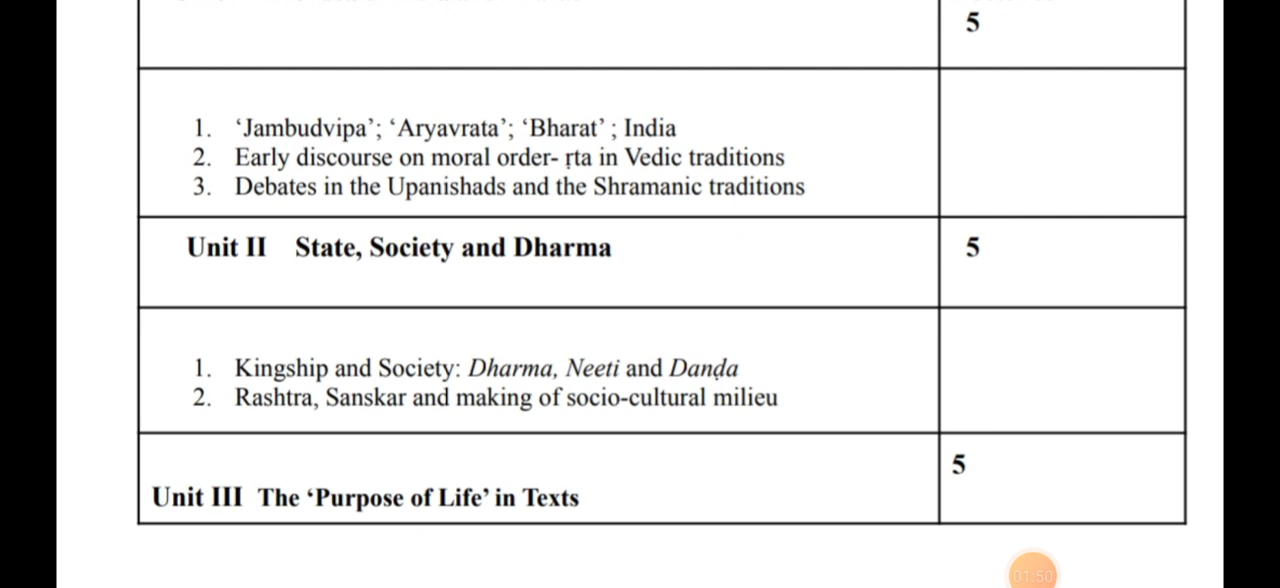 5
1. ‘Jambudvipa’; ‘Aryavrata’; ‘Bharat’ ; India
2. Early discourse on moral order- ṛta in Vedic traditions
3. Debates in the Upanishads and the Shramanic traditions
Unit II State, Society and Dharma 5
1. Kingship and Society: Dharma, Neeti and Danḍa
2. Rashtra, Sanskar and making of socio-cultural milieu
5
Unit III The ‘Purpose of Life’ in Texts
01:50